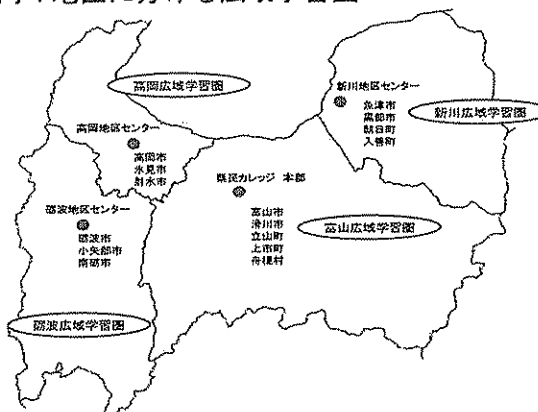 高岡広域学習圏
新川地区センター
魚津市
黒部市
朝日町
入善町
新川広域学習圏
高岡地区センター
高岡市
氷見市
射水市
県民カレッジ 本部
富山市
滑川市
立山町
上市町
舟橋村
富山広域学習圏
砺波地区センター
砺波市
小矢部市
南砺市
砺波広域学習圏